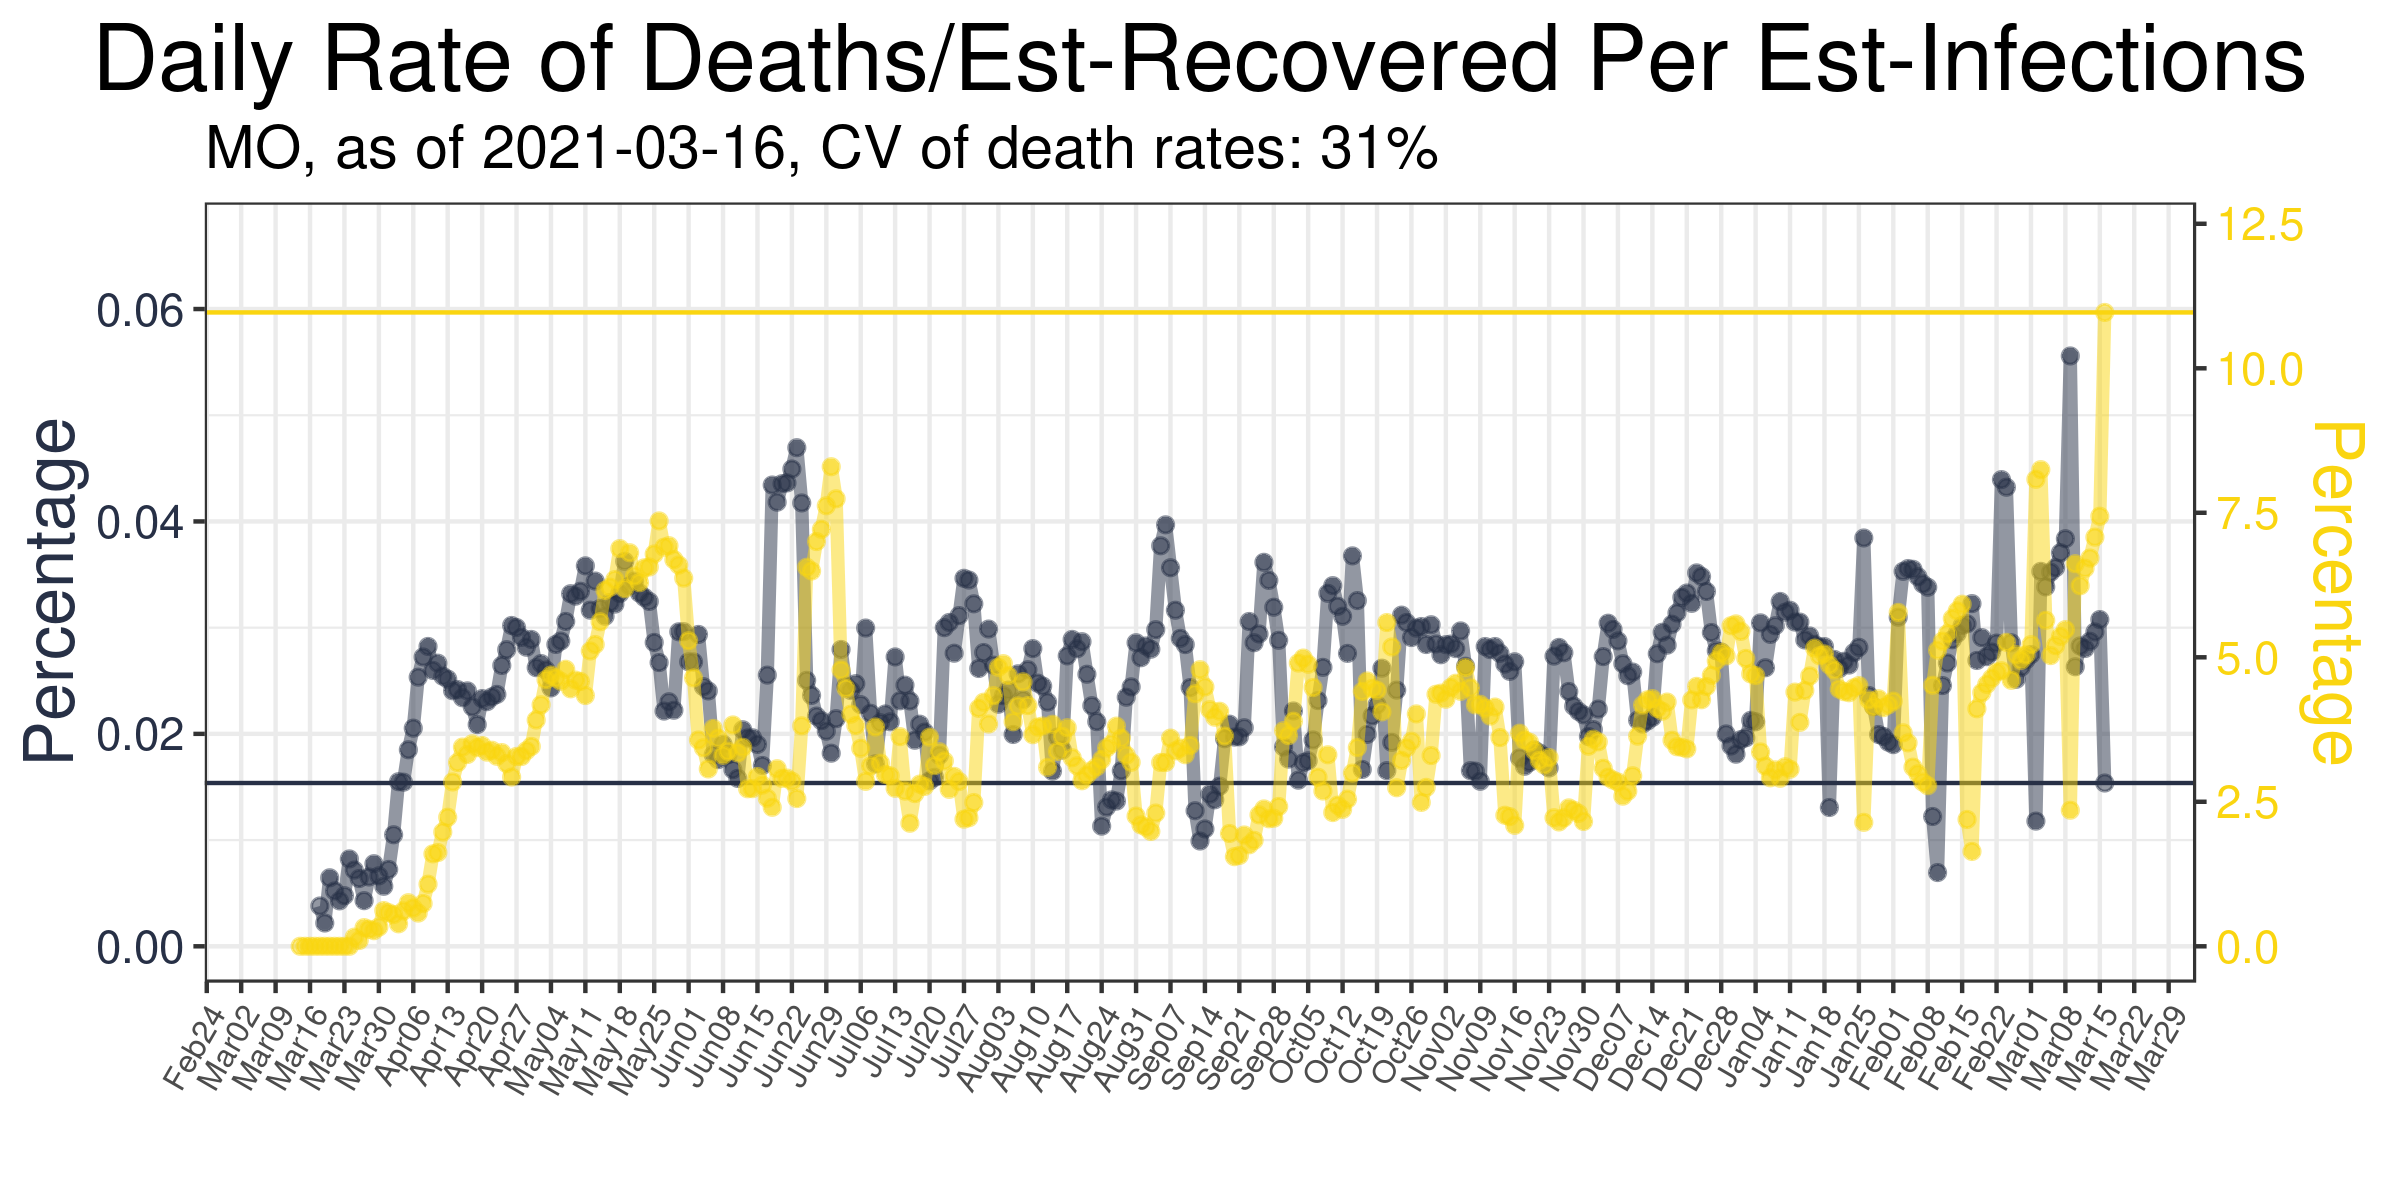 Daily Rate of Deaths/Est-Recovered Per Est-Infections
MO, as of 2021-03-16, CV of death rates: 31%
Percentage
0.06
0.04
0.02
0.00
12.5
10.0
7.5
5.0
2.5
0.0
Percentage
Feb24
Mar02
Mar09
Mar16
Mar23
Mar30
Apr06
Apr13
Apr20
Apr27
May04
May11
May18
May25
Jun01
Jun08
Jun15
Jun22
Jun29
Jul06
Jul13
Jul20
Jul27
Aug03
Aug10
Aug17
Aug24
Aug31
Sep07
Sep14
Sep21
Sep28
Oct05
Oct12
Oct19
Oct26
Nov02
Nov09
Nov16
Nov23
Nov30
Dec07
Dec14
Dec21
Dec28
Jan04
Jan11
Jan18
Jan25
Feb01
Feb08
Feb15
Feb22
Mar01
Mar08
Mar15
Mar22
Mar29